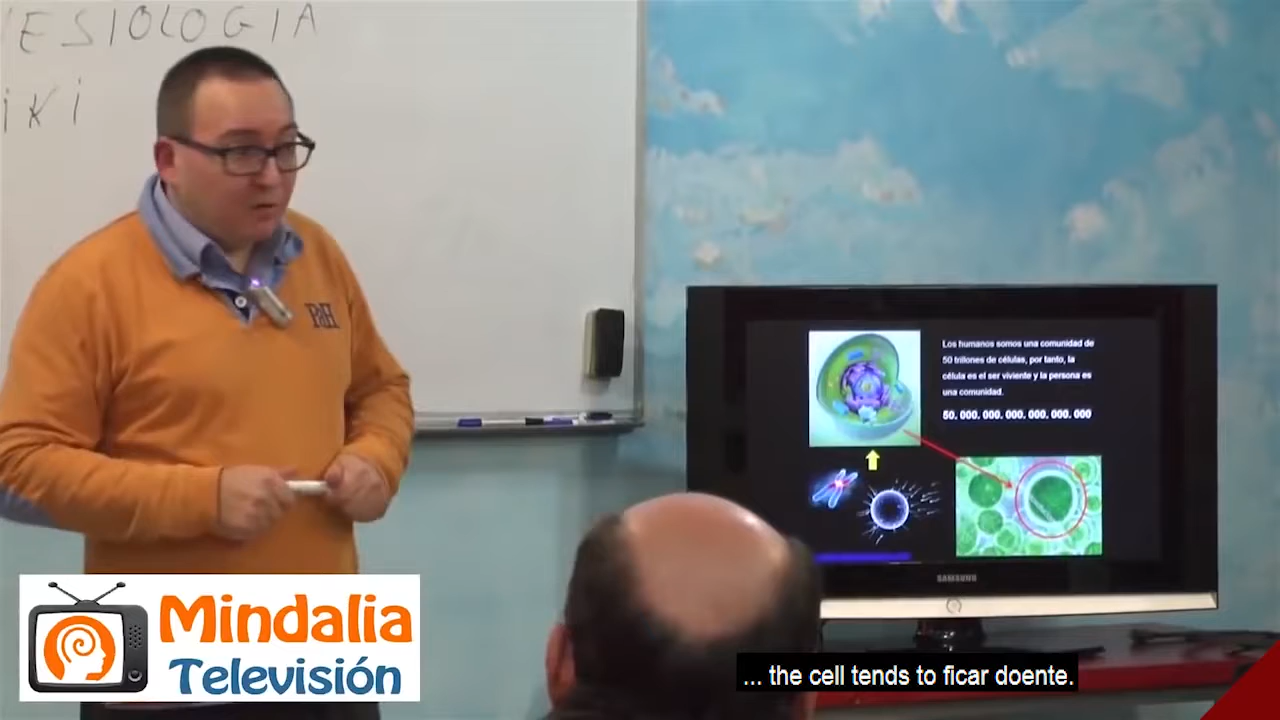 ESIOLOGIA
iKi
Los humanos somos una comunidad de
50 trillones de células, por tanto, la
célula es el ser viviente y la persona es
una comunidad.
50. 000. 000. 000. 000. 000. 000
RdH
SAMSUNG
Mindalia
Televisión
... the cell tends to ficar doente.